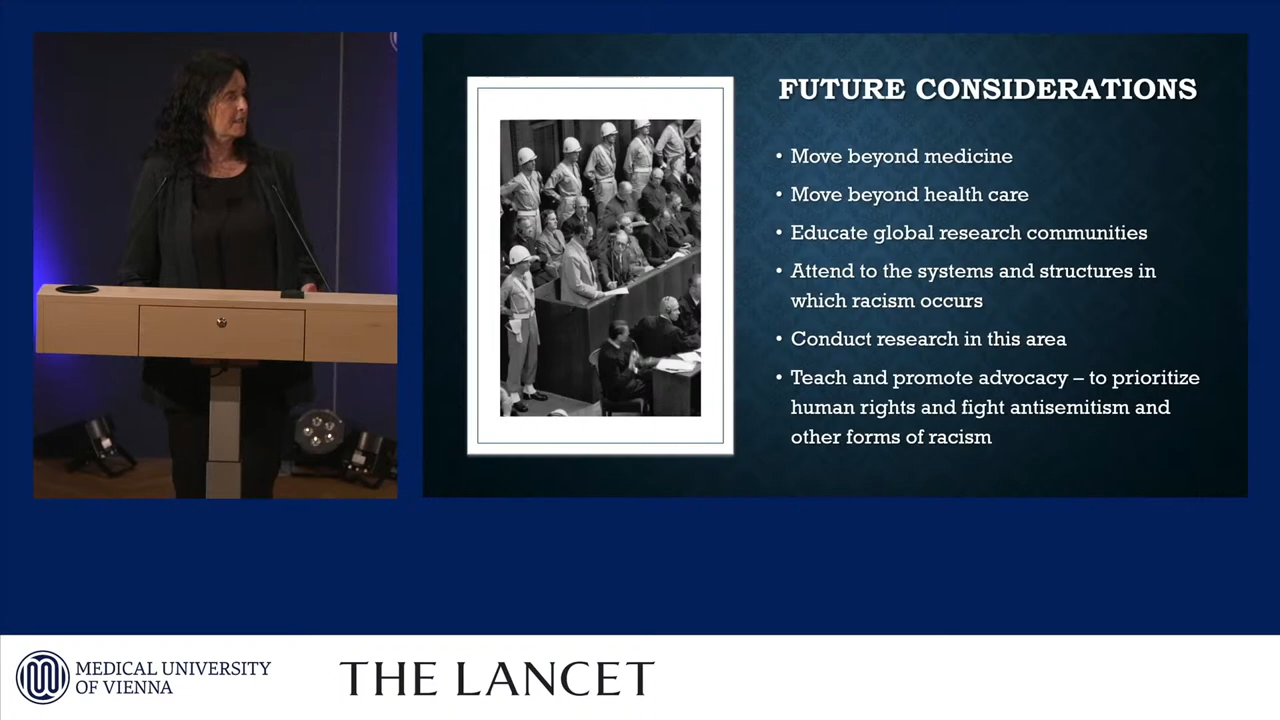 FUTURE CONSIDERATIONS
• Move beyond medicine
• Move beyond health care
• Educate global research communities
• Attend to the systems and structures in
which racism occurs
• Conduct research in this area
• Teach and promote advocacy – to prioritize
human rights and fight antisemitism and
other forms of racism
MEDICAL UNIVERSITY
OF VIENNA
THE LANCET